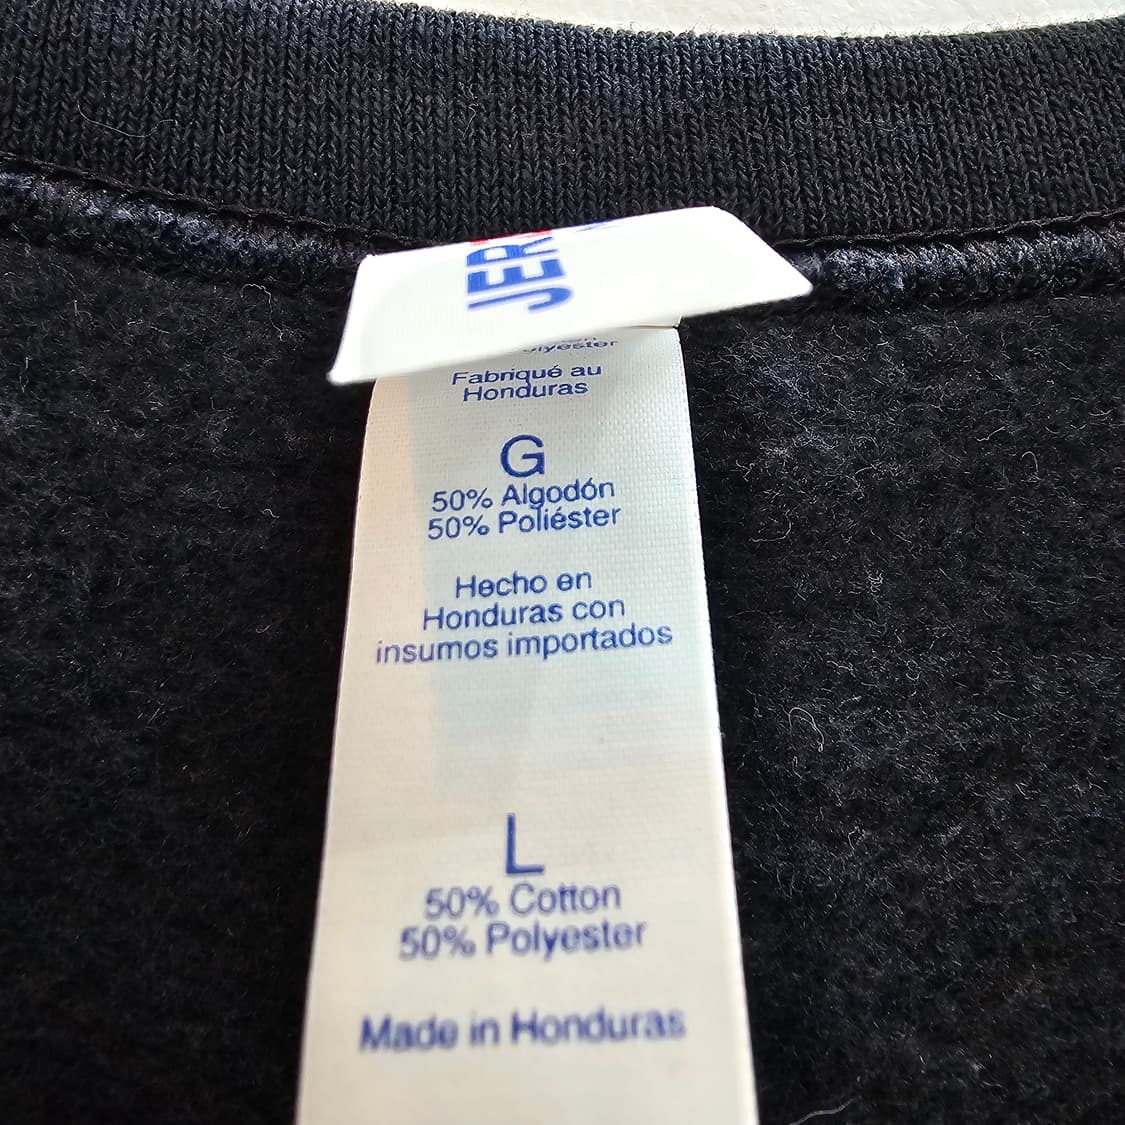 JER
Polyester
Fabriqué au
Honduras
G
50% Algodón
50% Poliéster
Hecho en
Honduras con
insumos importados
L
50% Cotton
50% Polyester
Made in Honduras